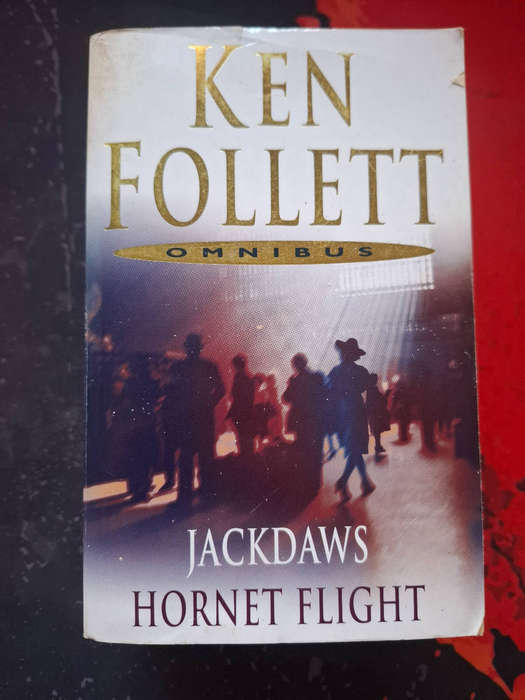 KEN
FOLLETT
OMNIBUS
JACKDAWS
HORNET FLIGHT